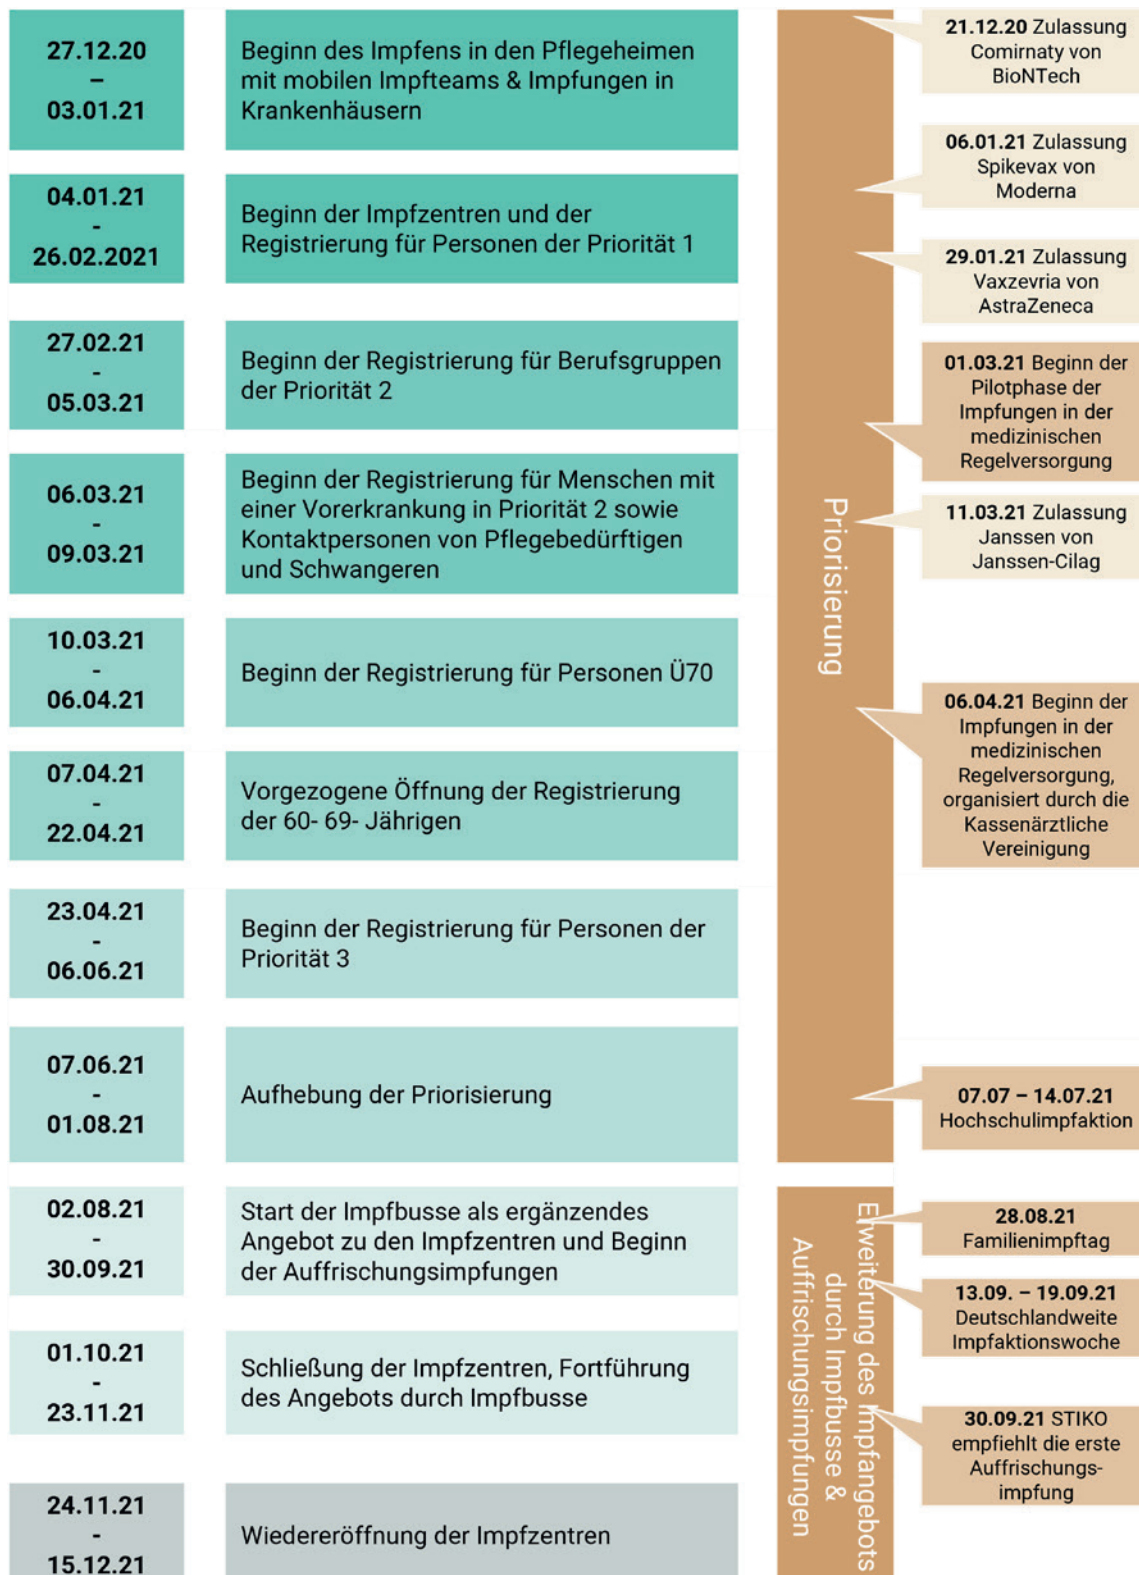 27.12.20
–
03.01.21
Beginn des Impfens in den Pflegeheimen
mit mobilen Impfteams & Impfungen in
Krankenhäusern
04.01.21
-
26.02.2021
Beginn der Impfzentren und der
Registrierung für Personen der Priorität 1
27.02.21
-
05.03.21
Beginn der Registrierung für Berufsgruppen
der Priorität 2
06.03.21
-
09.03.21
Beginn der Registrierung für Menschen mit
einer Vorerkrankung in Priorität 2 sowie
Kontaktpersonen von Pflegebedürftigen
und Schwangeren
10.03.21
-
06.04.21
Beginn der Registrierung für Personen Ü70
07.04.21
-
22.04.21
Vorgezogene Öffnung der Registrierung
der 60- 69- Jährigen
23.04.21
-
06.06.21
Beginn der Registrierung für Personen der
Priorität 3
07.06.21
-
01.08.21
Aufhebung der Priorisierung
02.08.21
-
30.09.21
Start der Impfbusse als ergänzendes
Angebot zu den Impfzentren und Beginn
der Auffrischungsimpfungen
01.10.21
-
23.11.21
Schließung der Impfzentren, Fortführung
des Angebots durch Impfbusse
24.11.21
-
15.12.21
Wiedereröffnung der Impfzentren
Priorisierung
Erweiterung des Impfangebots
durch Impfbusse &
Auffrischungsimpfungen
21.12.20 Zulassung
Comirnaty von
BioNTech
06.01.21 Zulassung
Spikevax von
Moderna
29.01.21 Zulassung
Vaxzevria von
AstraZeneca
01.03.21 Beginn der
Pilotphase der
Impfungen in der
medizinischen
Regelversorgung
11.03.21 Zulassung
Janssen von
Janssen-Cilag
06.04.21 Beginn der
Impfungen in der
medizinischen
Regelversorgung,
organisiert durch die
Kassenärztliche
Vereinigung
07.07 – 14.07.21
Hochschulimpfaktion
28.08.21
Familienimpftag
13.09. – 19.09.21
Deutschlandweite
Impfaktionswoche
30.09.21 STIKO
empfiehlt die erste
Auffrischungs-
impfung